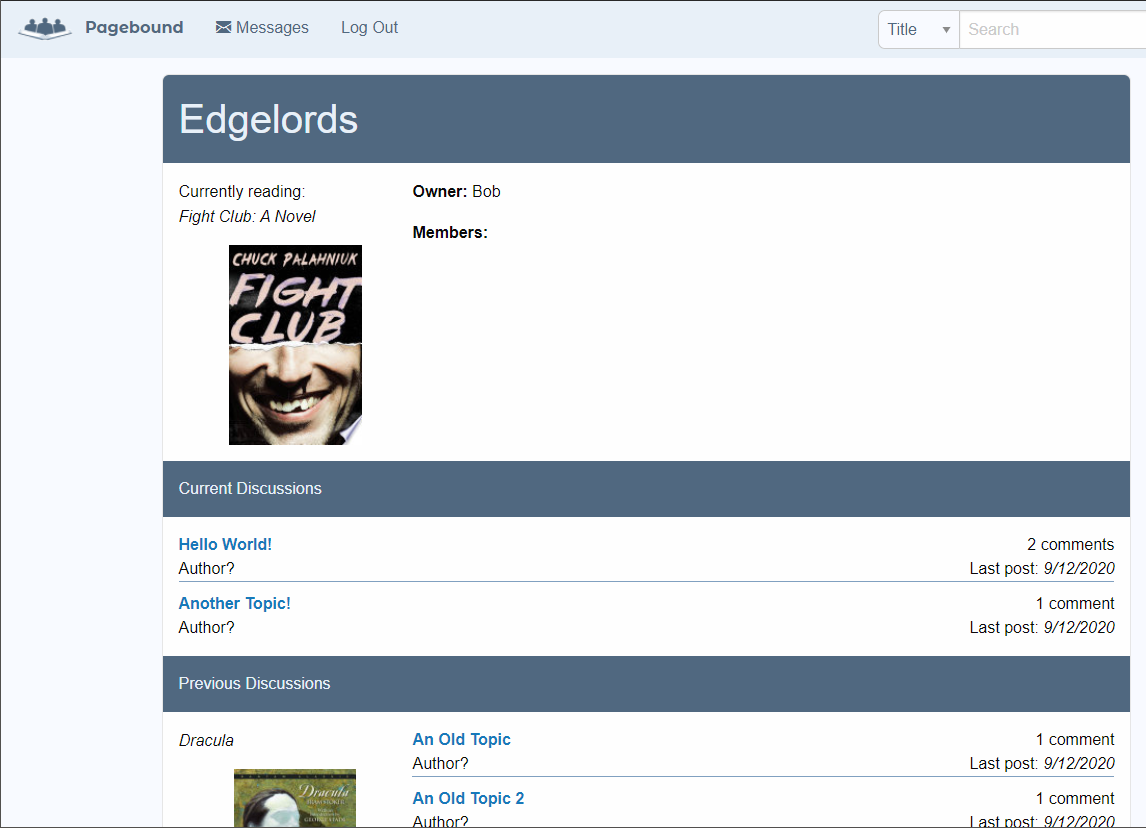 Pagebound Messages Log Out Title Search
Edgelords
Currently reading:
Fight Club: A Novel
Owner: Bob
Members:
CHUCK PALAHNIUK
FIGHT
CLUB
Current Discussions
Hello World! 2 comments
Author? Last post: 9/12/2020
Another Topic! 1 comment
Author? Last post: 9/12/2020
Previous Discussions
Dracula
Dracula
BRAM STOKER
An Old Topic 1 comment
Author? Last post: 9/12/2020
An Old Topic 2 1 comment
Author? Last post: 9/12/2020